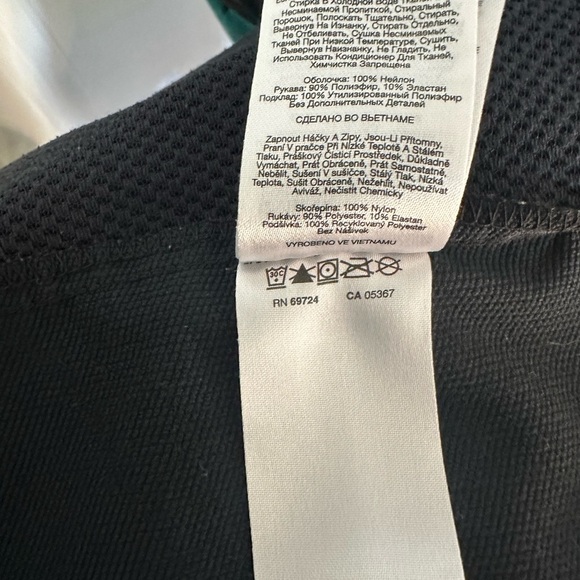 Стирка В Холодной Воде
Несминаемой Пропиткой, Стиральный
Порошок, Полоскать Тщательно, Стирать,
Вывернув На Изнанку, Стирать Отдельно,
Не Отбеливать, Сушка Несминаемых
Тканей При Низкой Температуре, Сушить,
Вывернув Наизнанку, Не Гладить, Не
Использовать Кондиционер Для Тканей,
Химчистка Запрещена
Оболочка: 100% Нейлон
Рукава: 90% Полиэфир, 10% Эластан
Подклад: 100% Утилизированный Полиэфир
Без Дополнительных Деталей
СДЕЛАНО ВО ВЬЕТНАМЕ
Zapnout Háčky A Zipy, Jsou-Li Přítomny,
Praní V pračce Při Nízké Teplotě A Stálém
Tlaku, Práškový Čisticí Prostředek, Důkladně
Vymáchat, Prát Obráceně, Prát Samostatně,
Nebělit, Sušení V sušičce, Stálý Tlak, Nízká
Teplota, Sušit Obráceně, Nežehlit, Nepoužívat
Aviváž, Nečistit Chemicky
Skořepina: 100% Nylon
Rukávy: 90% Polyester, 10% Elastan
Podšívka: 100% Recyklovaný Polyester
Bez Nášivek
VYROBENO VE VIETNAMU
30C
RN 69724 CA 05367